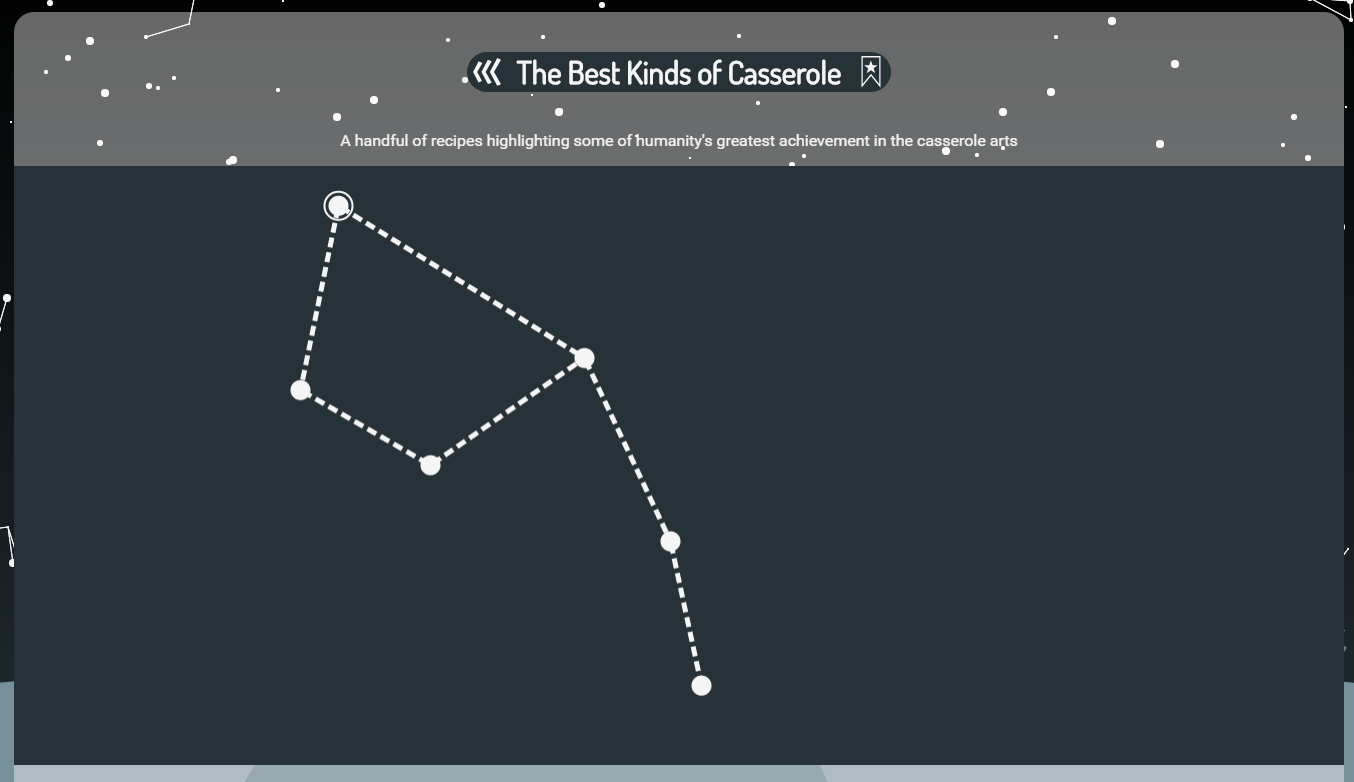 The Best Kinds of Casserole
A handful of recipes highlighting some of humanity's greatest achievement in the casserole arts